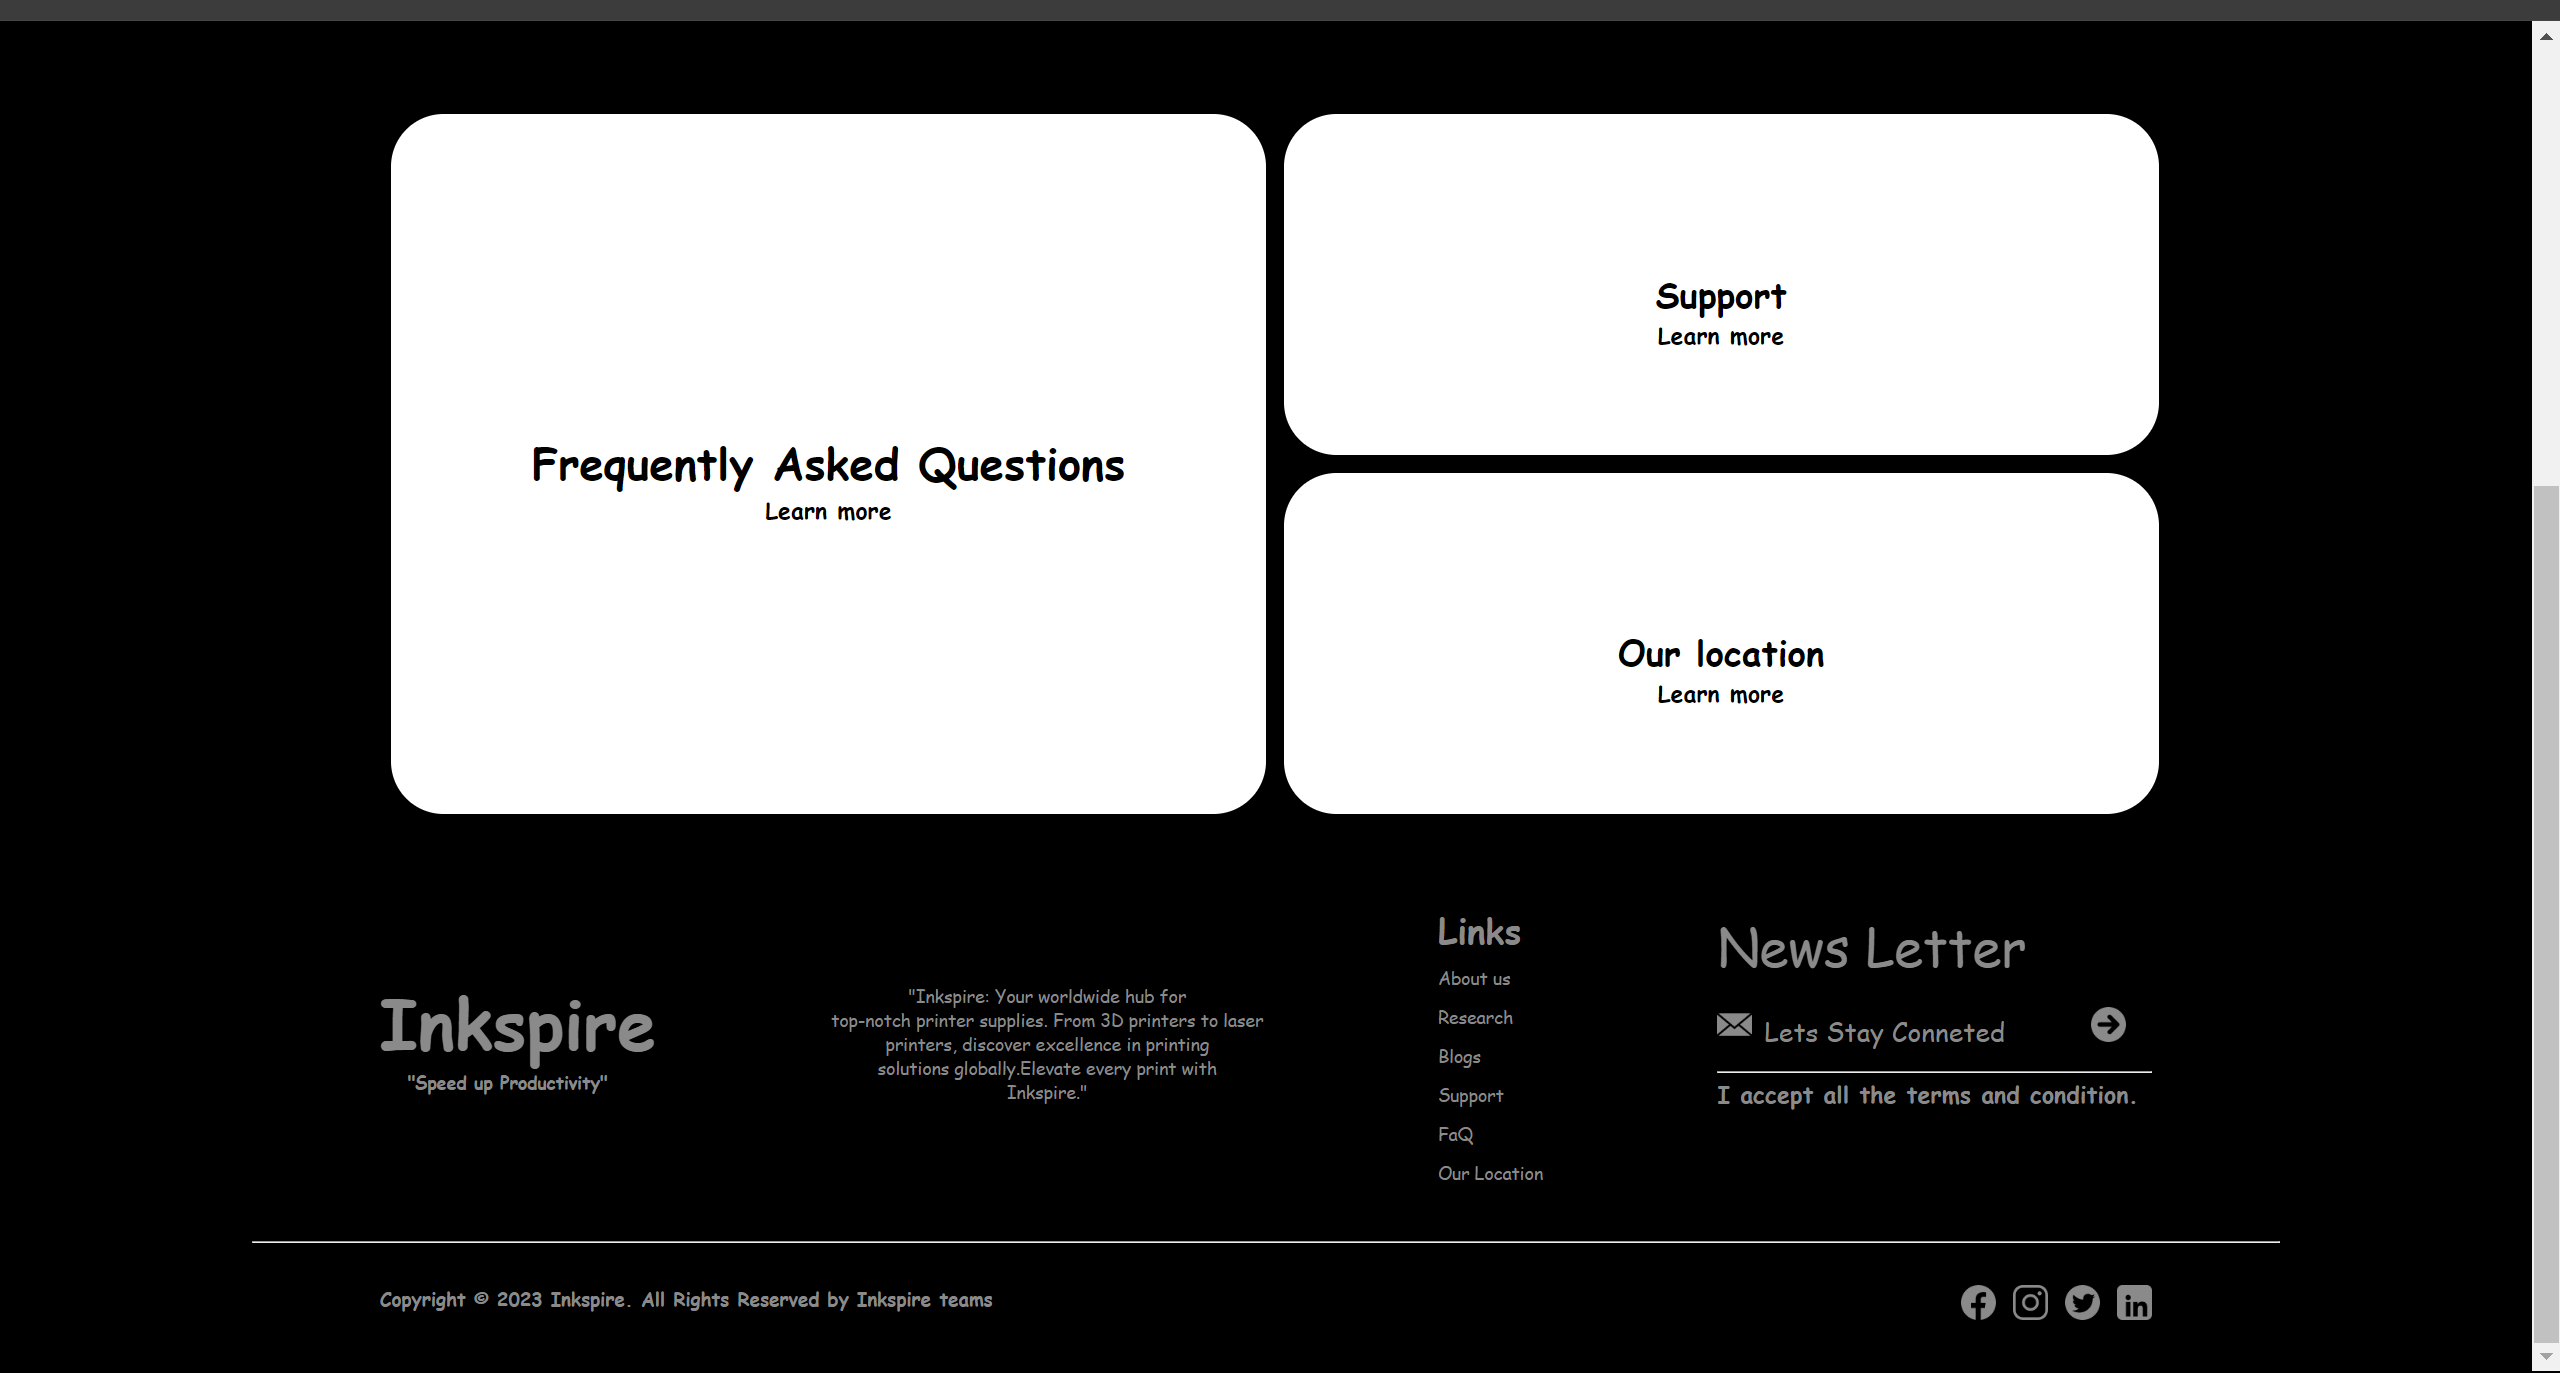 Frequently Asked Questions
Learn more
Support
Learn more
Our location
Learn more
Inkspire
"Speed up Productivity"
"Inkspire: Your worldwide hub for
top-notch printer supplies. From 3D printers to laser
printers, discover excellence in printing
solutions globally.Elevate every print with
Inkspire."
Links
About us
Research
Blogs
Support
FaQ
Our Location
News Letter
Lets Stay Conneted
I accept all the terms and condition.
Copyright © 2023 Inkspire. All Rights Reserved by Inkspire teams